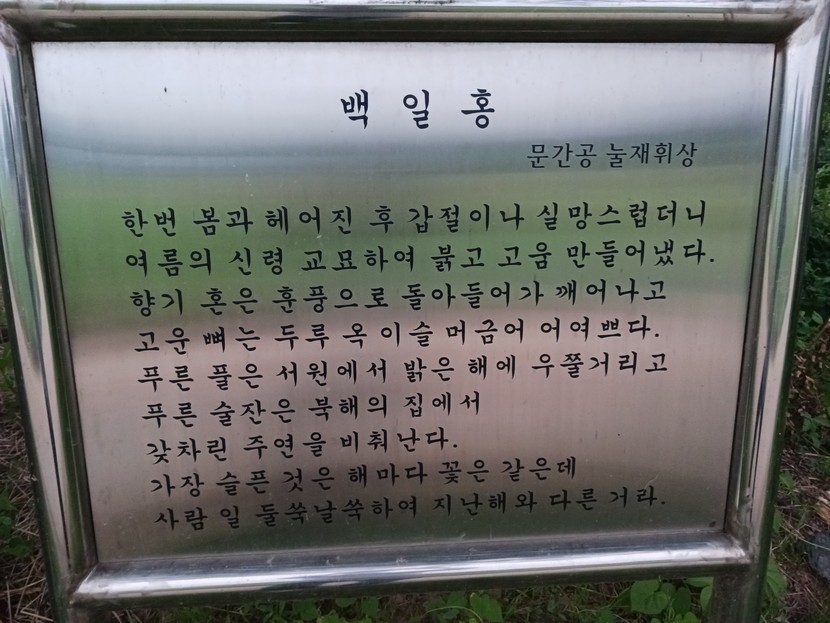 백일홍
문간공 눌재휘상
한번 봄과 헤어진 후 갑절이나 실망스럽더니
여름의 신령 교묘하여 붉고 고움 만들어냈다.
향기 혼은 훈풍으로 돌아들어가 깨어나고
고운 뼈는 두루 옥 이슬 머금어 어여쁘다.
푸른 풀은 서원에서 밝은 해에 우쭐거리고
푸른 술잔은 북해의 집에서
갖차린 주연을 비춰난다.
가장 슬픈 것은 해마다 꽃은 같은데
사람 일 들쑥날쑥하여 지난해와 다른 거라.